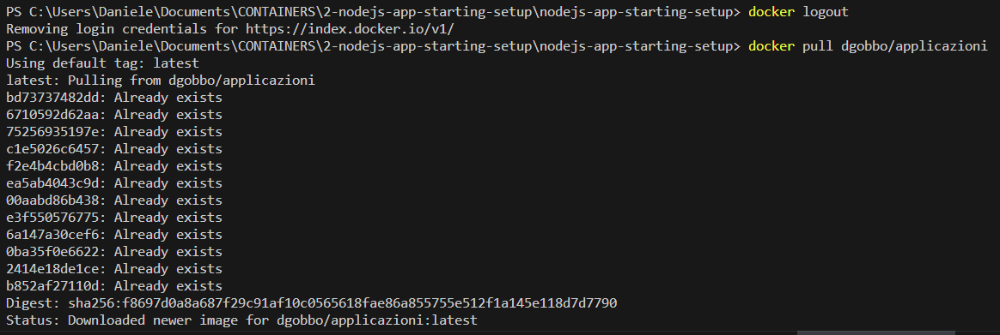 PS C:\Users\Daniele\Documents\CONTAINERS\2-nodejs-app-starting-setup\nodejs-app-starting-setup> docker logout
Removing login credentials for https://index.docker.io/v1/
PS C:\Users\Daniele\Documents\CONTAINERS\2-nodejs-app-starting-setup\nodejs-app-starting-setup> docker pull dgobbo/applicazioni
Using default tag: latest
latest: Pulling from dgobbo/applicazioni
bd73737482dd: Already exists
6710592d62aa: Already exists
75256935197e: Already exists
c1e5026c6457: Already exists
f2e4b4cbd0b8: Already exists
ea5ab4043c9d: Already exists
00aabd86b438: Already exists
e3f550576775: Already exists
6a147a30cef6: Already exists
0ba35f0e6622: Already exists
2414e18de1ce: Already exists
b852af27110d: Already exists
Digest: sha256:f8697d0a8a687f29c91af10c0565618fae86a855755e512f1a145e118d7d7790
Status: Downloaded newer image for dgobbo/applicazioni:latest